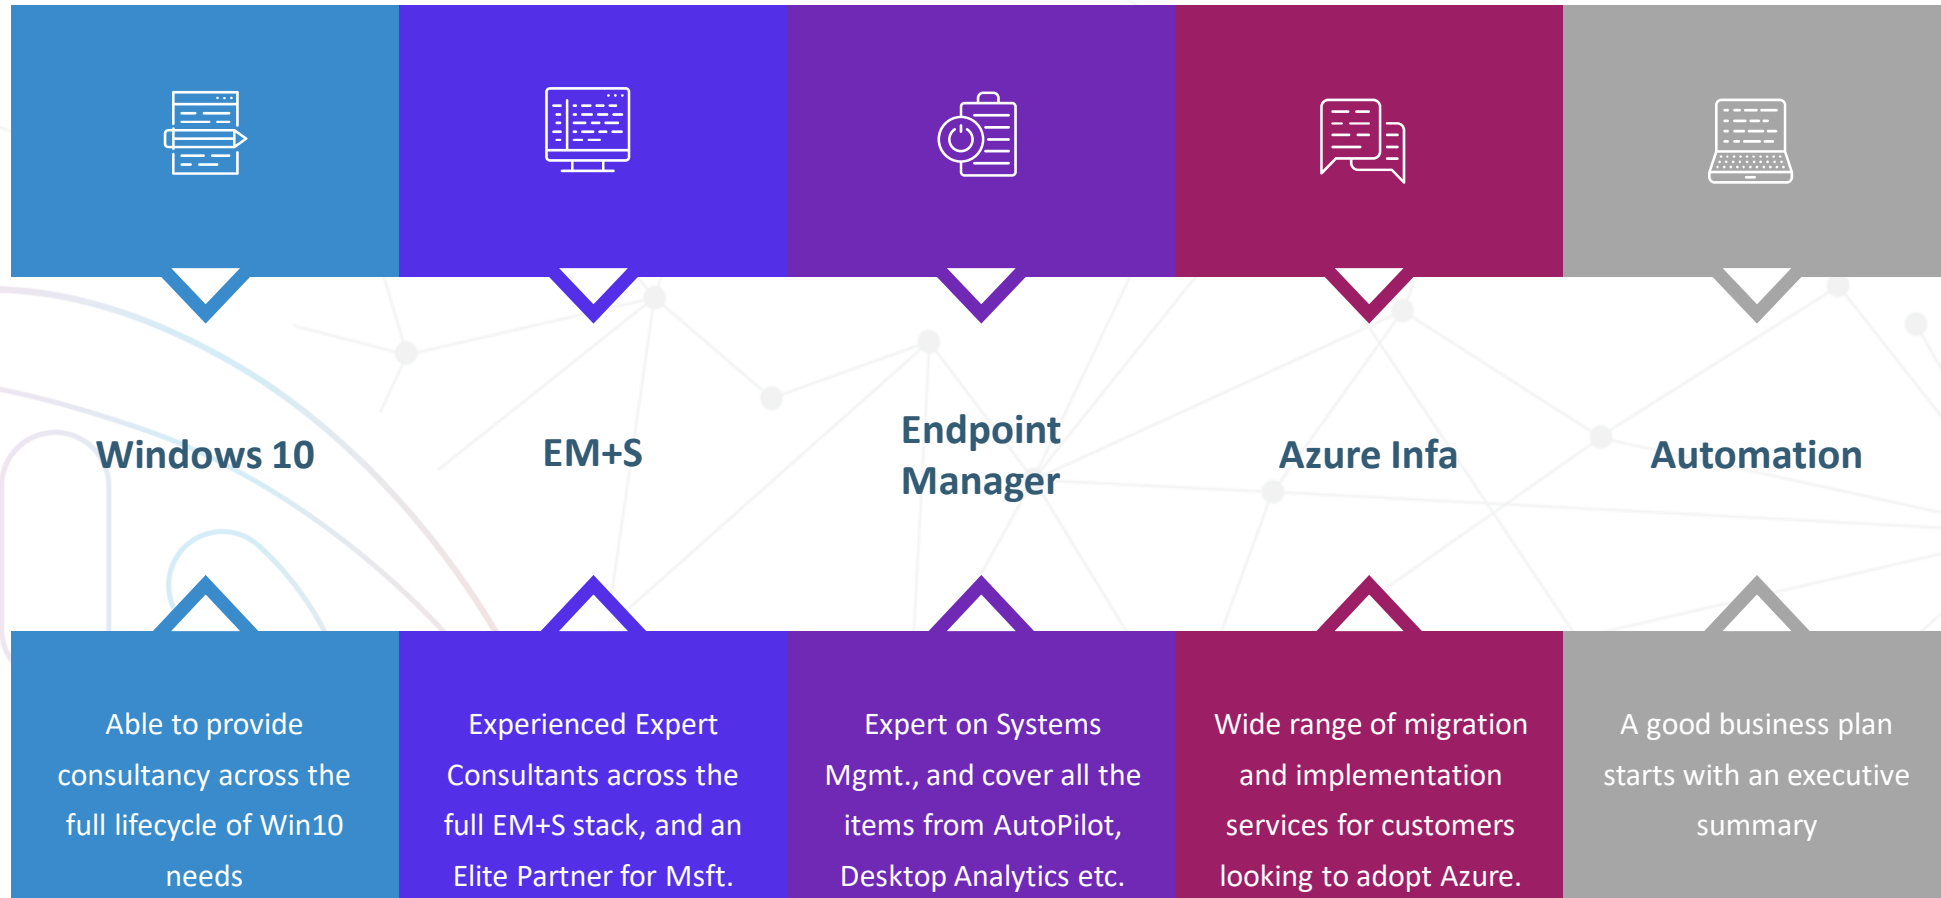 Windows 10
EM+S
Endpoint
Manager
Azure Infa
Automation
Able to provide
consultancy across the
full lifecycle of Win10
needs
Experienced Expert
Consultants across the
full EM+S stack, and an
Elite Partner for Msft.
Expert on Systems
Mgmt., and cover all the
items from AutoPilot,
Desktop Analytics etc.
Wide range of migration
and implementation
services for customers
looking to adopt Azure.
A good business plan
starts with an executive
summary